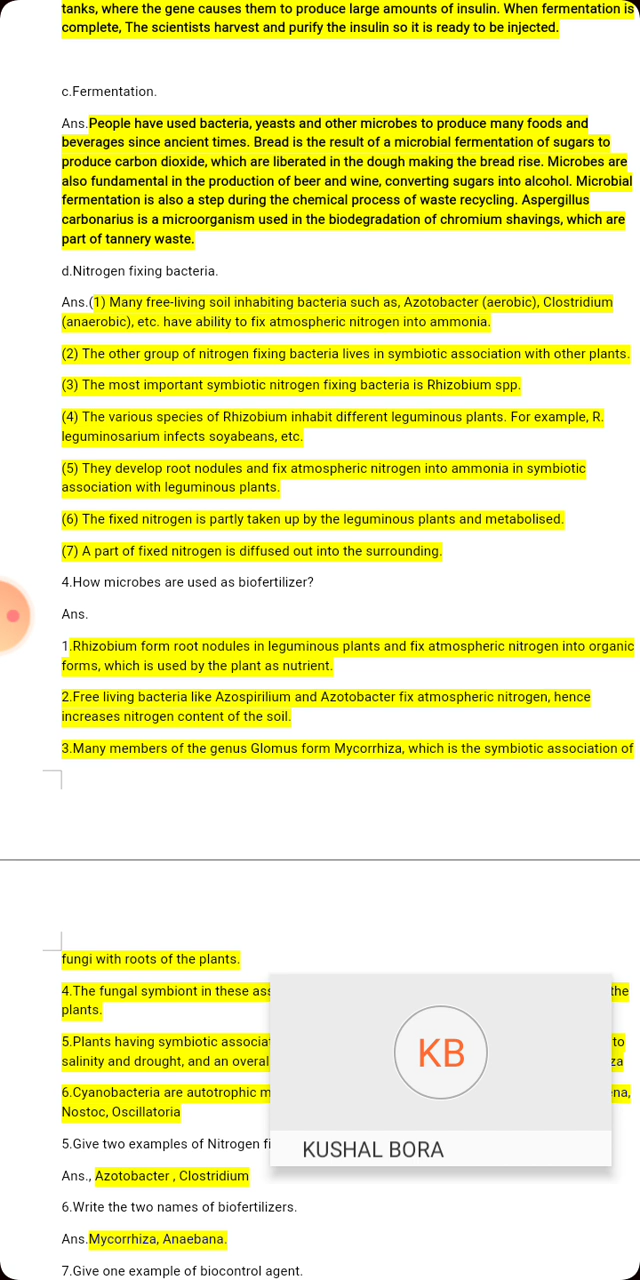 tanks, where the gene causes them to produce large amounts of insulin. When fermentation is
complete, The scientists harvest and purify the insulin so it is ready to be injected.
c.Fermentation.
Ans.People have used bacteria, yeasts and other microbes to produce many foods and
beverages since ancient times. Bread is the result of a microbial fermentation of sugars to
produce carbon dioxide, which are liberated in the dough making the bread rise. Microbes are
also fundamental in the production of beer and wine, converting sugars into alcohol. Microbial
fermentation is also a step during the chemical process of waste recycling. Aspergillus
carbonarius is a microorganism used in the biodegradation of chromium shavings, which are
part of tannery waste.
d.Nitrogen fixing bacteria.
Ans.(1) Many free-living soil inhabiting bacteria such as, Azotobacter (aerobic), Clostridium
(anaerobic), etc. have ability to fix atmospheric nitrogen into ammonia.
(2) The other group of nitrogen fixing bacteria lives in symbiotic association with other plants.
(3) The most important symbiotic nitrogen fixing bacteria is Rhizobium spp.
(4) The various species of Rhizobium inhabit different leguminous plants. For example, R.
leguminosarium infects soyabeans, etc.
(5) They develop root nodules and fix atmospheric nitrogen into ammonia in symbiotic
association with leguminous plants.
(6) The fixed nitrogen is partly taken up by the leguminous plants and metabolised.
(7) A part of fixed nitrogen is diffused out into the surrounding.
4.How microbes are used as biofertilizer?
Ans.
1.Rhizobium form root nodules in leguminous plants and fix atmospheric nitrogen into organic
forms, which is used by the plant as nutrient.
2.Free living bacteria like Azospirilium and Azotobacter fix atmospheric nitrogen, hence
increases nitrogen content of the soil.
3.Many members of the genus Glomus form Mycorrhiza, which is the symbiotic association of
fungi with roots of the plants.
4.The fungal symbiont in these the
plants.
5.Plants having symbiotic to
salinity and drought, and an
6.Cyanobacteria are autotrophic
Nostoc, Oscillatoria
5.Give two examples of Nitrogen
Ans., Azotobacter , Clostridium
6.Write the two names of biofertilizers.
Ans.Mycorrhiza, Anaebana.
7.Give one example of biocontrol agent.
KB
KUSHAL BORA